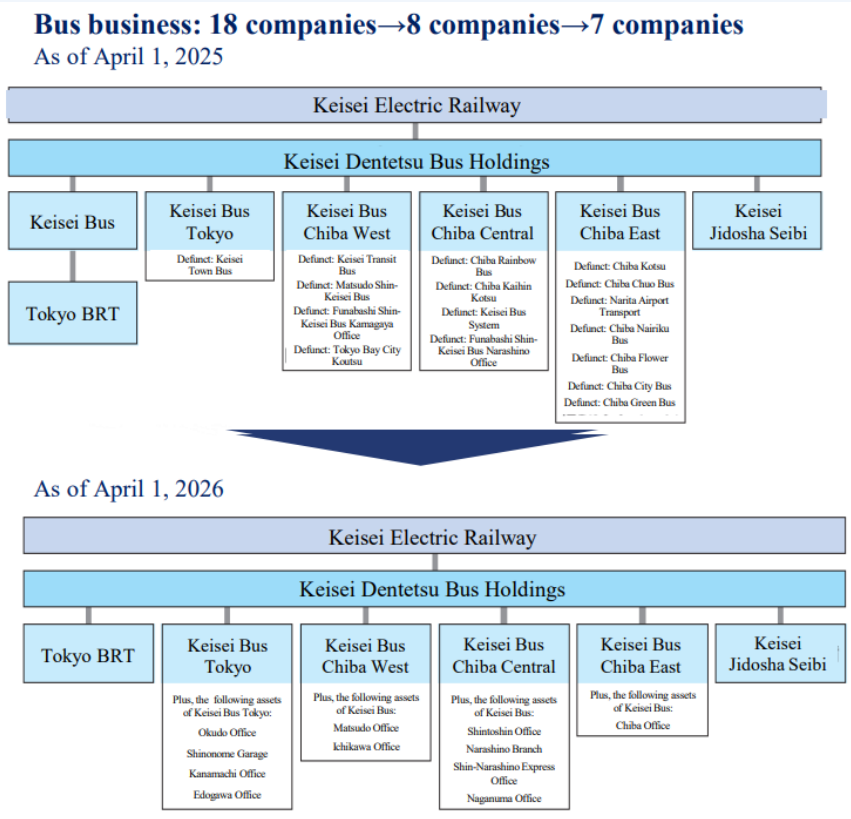 Bus business: 18 companies→8 companies→7 companies
As of April 1, 2025
Keisei Electric Railway
Keisei Dentetsu Bus Holdings
Keisei Bus
Tokyo BRT
Keisei Bus
Tokyo
Defunct: Keisei
Town Bus
Keisei Bus
Chiba West
Defunct: Keisei Transit
Bus
Defunct: Matsudo Shin-
Keisei Bus
Defunct: Funabashi Shin-
Keisei Bus Kamagaya
Office
Defunct: Tokyo Bay City
Koutsu
Keisei Bus
Chiba Central
Defunct: Chiba Rainbow
Bus
Defunct: Chiba Kaihin
Kotsu
Defunct: Keisei Bus
System
Defunct: Funabashi Shin-
Keisei Bus Narashino
Office
Keisei Bus
Chiba East
Defunct: Chiba Kotsu
Defunct: Chiba Chuo Bus
Defunct: Narita Airport
Transport
Defunct: Chiba Nairiku
Bus
Defunct: Chiba Flower
Bus
Defunct: Chiba City Bus
Defunct: Chiba Green Bus
Keisei
Jidosha Seibi
As of April 1, 2026
Keisei Electric Railway
Keisei Dentetsu Bus Holdings
Tokyo BRT
Keisei Bus
Tokyo
Plus, the following assets
of Keisei Bus Tokyo:
Okudo Office
Shinonome Garage
Kanamachi Office
Edogawa Office
Keisei Bus
Chiba West
Plus, the following assets
of Keisei Bus:
Matsudo Office
Ichikawa Office
Keisei Bus
Chiba Central
Plus, the following assets
of Keisei Bus:
Shintoshin Office
Narashino Branch
Shin-Narashino Express
Office
Naganuma Office
Keisei Bus
Chiba East
Plus, the following assets
of Keisei Bus:
Chiba Office
Keisei
Jidosha Seibi